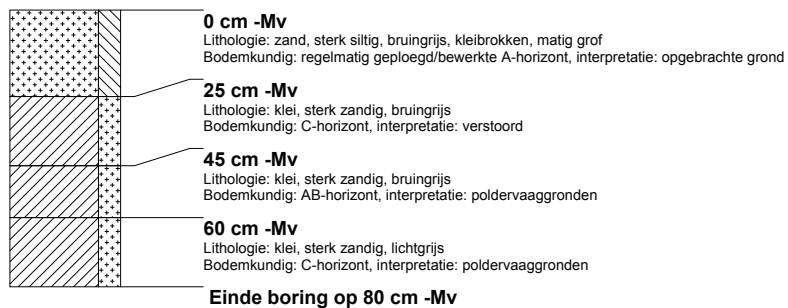 0 cm -Mv
Lithologie: zand, sterk siltig, bruingrijs, kleibrokken, matig grof
Bodemkundig: regelmatig geploegd/bewerkte A-horizont, interpretatie: opgebrachte grond
25 cm -Mv
Lithologie: klei, sterk zandig, bruingrijs
Bodemkundig: C-horizont, interpretatie: verstoord
45 cm -Mv
Lithologie: klei, sterk zandig, bruingrijs
Bodemkundig: AB-horizont, interpretatie: poldervaaggronden
60 cm -Mv
Lithologie: klei, sterk zandig, lichtgrijs
Bodemkundig: C-horizont, interpretatie: poldervaaggronden
Einde boring op 80 cm -Mv